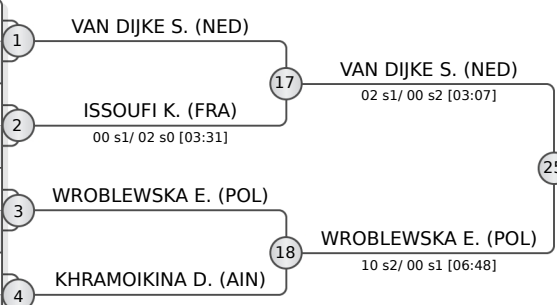 VAN DIJKE S. (NED)
1
VAN DIJKE S. (NED)
17
02 s1/ 00 s2 [03:07]
ISSOUFI K. (FRA)
2
00 s1/ 02 s0 [03:31]
25
WROBLEWSKA E. (POL)
3
WROBLEWSKA E. (POL)
18
10 s2/ 00 s1 [06:48]
KHRAMOIKINA D. (AIN)
4